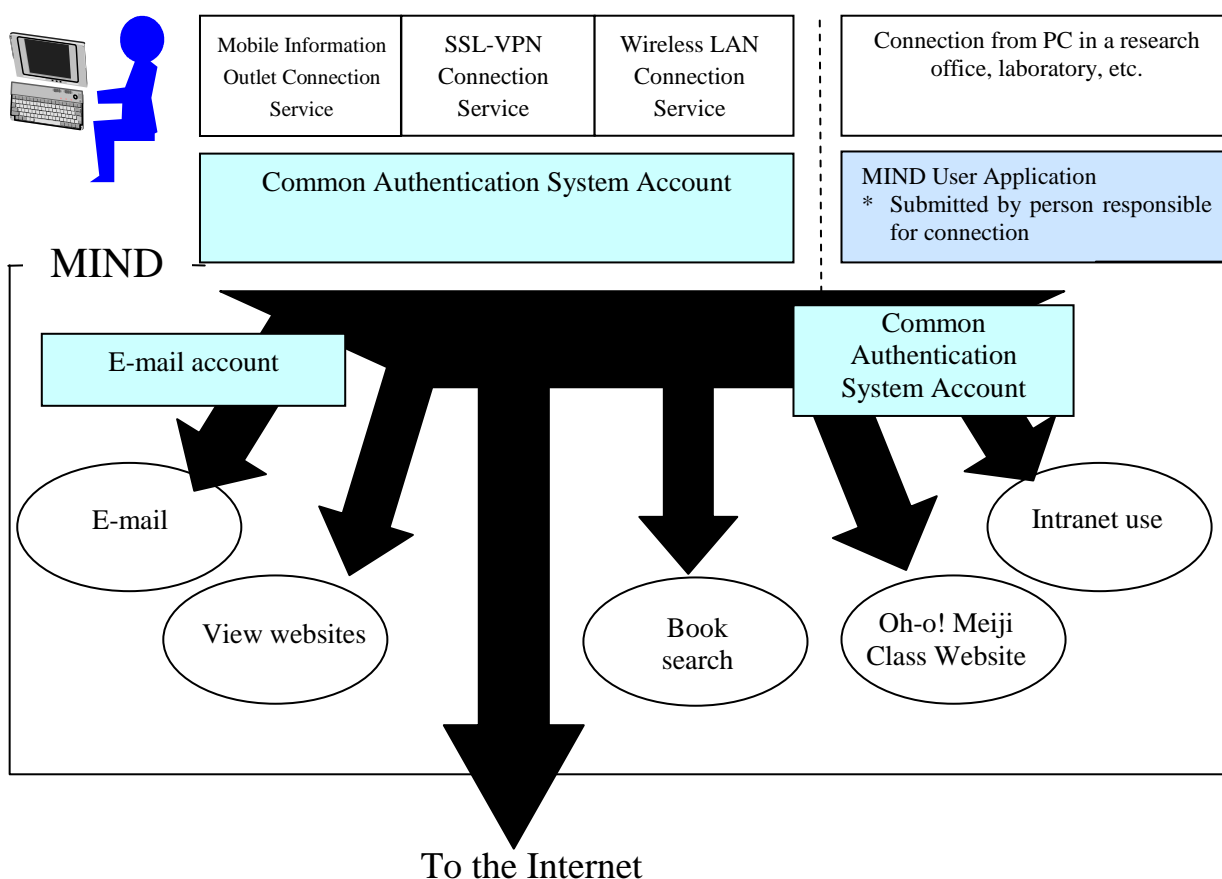 Mobile Information
Outlet Connection
Service
SSL-VPN
Connection
Service
Wireless LAN
Connection
Service
Connection from PC in a research
office, laboratory, etc.
Common Authentication System Account
MIND User Application
* Submitted by person responsible
for connection
MIND
E-mail account
Common
Authentication
System Account
E-mail
Intranet use
View websites
Book
search
Oh-o! Meiji
Class Website
To the Internet